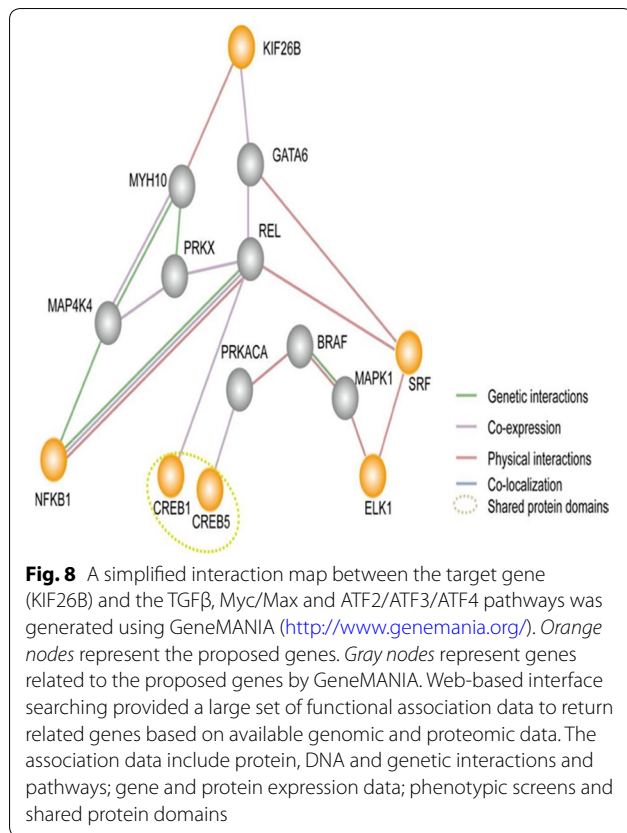 KIF26B
GATA6
MYH10
REL
PRKX
MAP4K4
BRAF
PRKACA
MAPK1
SRF
NFKB1
CREB1
CREB5
ELK1
Genetic interactions
Co-expression
Physical interactions
Co-localization
Shared protein domains
Fig. 8 A simplified interaction map between the target gene
(KIF26B) and the TGFβ, Myc/Max and ATF2/ATF3/ATF4 pathways was
generated using GeneMANIA (http://www.genemania.org/). Orange
nodes represent the proposed genes. Gray nodes represent genes
related to the proposed genes by GeneMANIA. Web-based interface
searching provided a large set of functional association data to return
related genes based on available genomic and proteomic data. The
association data include protein, DNA and genetic interactions and
pathways; gene and protein expression data; phenotypic screens and
shared protein domains